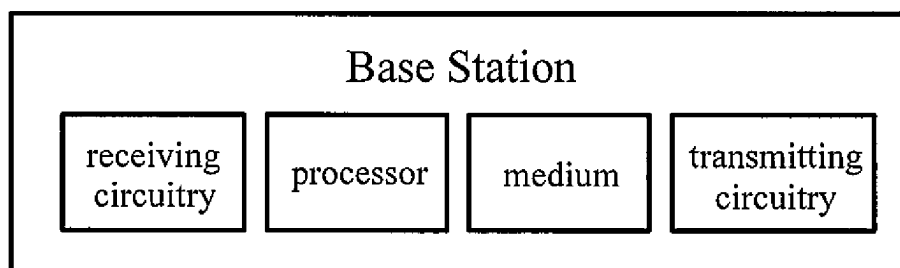 Base Station
receiving
circuitry
processor
medium
transmitting
circuitry